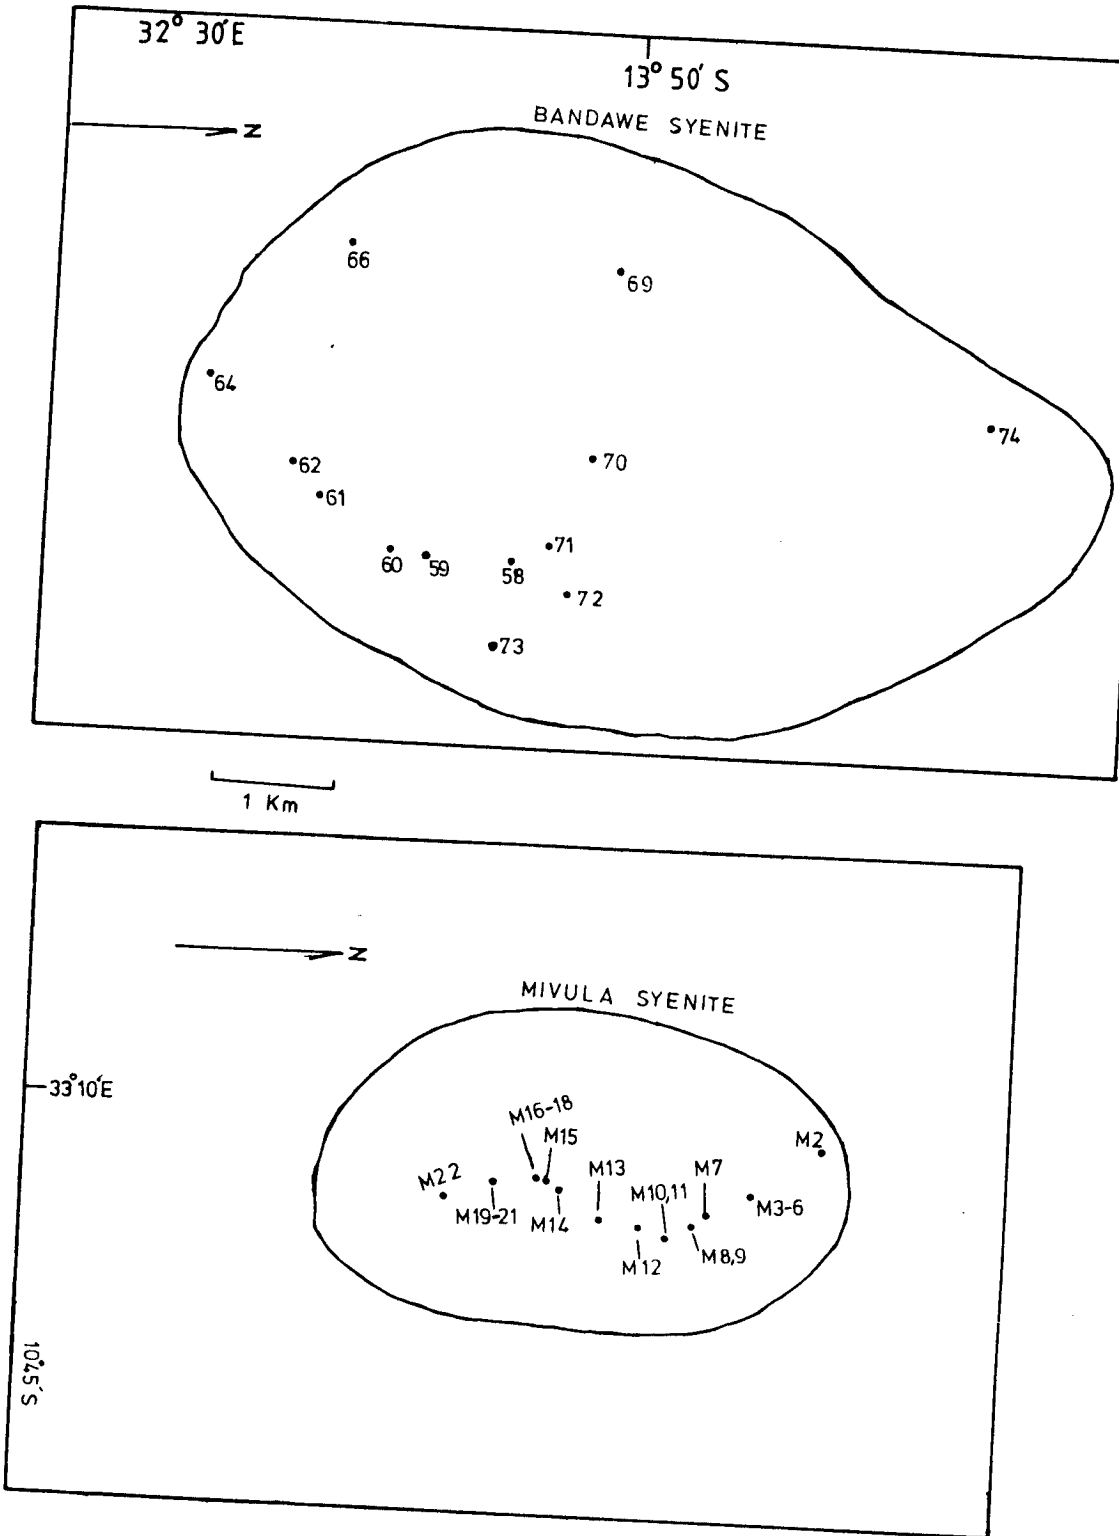 32° 30′E
13° 50′ S
N
BANDAWE SYENITE
66
69
64
74
62
70
61
71
60
59
58
72
73
1 Km
N
MIVULA SYENITE
33°10′E
M16-18
M15
M2
M22
M13
M7
M10,11
M19-21
M14
M3-6
M12
M8,9
10°45′S